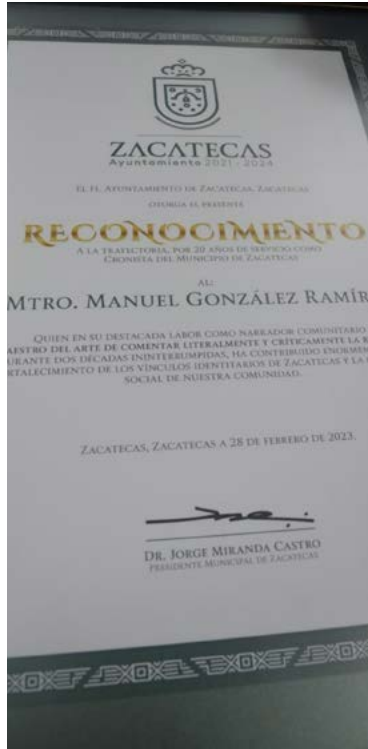 ZACATECAS
Ayuntamiento 2021 - 2024
EL H. AYUNTAMIENTO DE ZACATECAS, ZACATECAS
OTORGA EL PRESENTE
RECONOCIMIENTO
A LA TRAYECTORIA, POR 20 AÑOS DE SERVICIO COMO
CRONISTA DEL MUNICIPIO DE ZACATECAS
AL:
MTRO. MANUEL GONZÁLEZ RAMÍR
QUIEN EN SU DESTACADA LABOR COMO NARRADOR COMUNITARIO
AESTRO DEL ARTE DE COMENTAR LITERALMENTE Y CRÍTICAMENTE LA R
URANTE DOS DÉCADAS ININTERRUMPIDAS, HA CONTRIBUIDO ENORMEM
RTALECIMIENTO DE LOS VÍNCULOS IDENTITARIOS DE ZACATECAS Y LA
SOCIAL DE NUESTRA COMUNIDAD.
ZACATECAS, ZACATECAS A 28 DE FEBRERO DE 2023.
DR. JORGE MIRANDA CASTRO
PRESIDENTE MUNICIPAL DE ZACATECAS